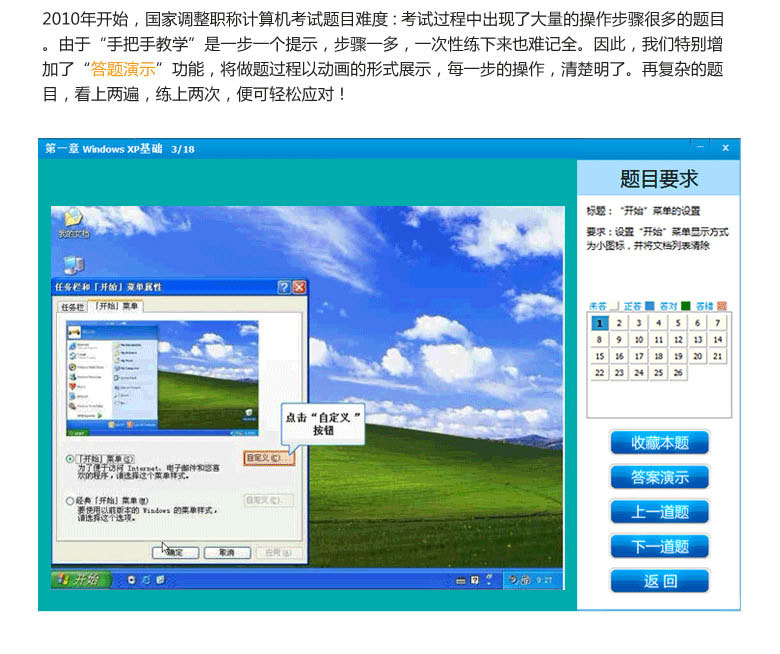 2010年开始，国家调整职称计算机考试题目难度：考试过程中出现了大量的操作步骤很多的题目
。由于“手把手教学”是一步一个提示，步骤一多，一次性练下来也难记全。因此，我们特别增
加了“答题演示”功能，将做题过程以动画的形式展示，每一步的操作，清楚明了。再复杂的题
目，看上两遍，练上两次，便可轻松应对！
第一章 Windows XP基础 3/18
题目要求
标题：“开始”菜单的设置
要求：设置“开始”菜单显示方式
为小图标，并将文档列表清除
未答 正答 答对 答错
1 2 3 4 5 6 7
8 9 10 11 12 13 14
15 16 17 18 19 20 21
22 23 24 25 26
收藏本题
答案演示
上一道题
下一道题
返回
我的文档
任务栏和「开始」菜单属性
任务栏 「开始」菜单
点击“自定义”
按钮
「开始」菜单(S)
自定义(C)...
为了便于访问 Internet、电子邮件和您喜
欢的程序，请选择这个菜单样式。
经典「开始」菜单(M)
自定义(C)...
要使用以前版本的 Windows 的菜单样式，
请选择这个选项。
确定 取消 应用(A)
开始
9:27